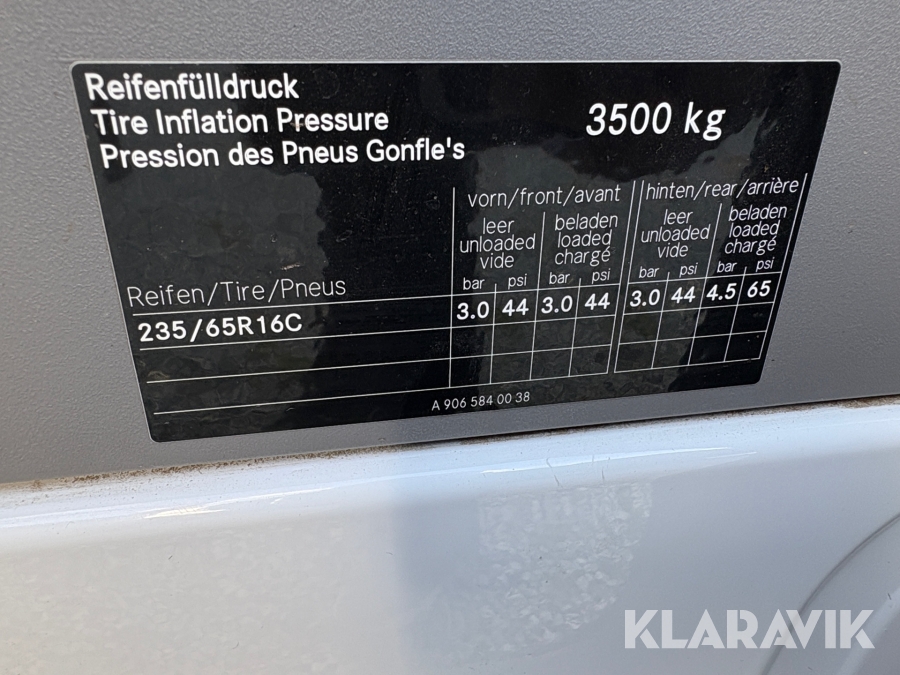 Reifenfülldruck
Tire Inflation Pressure
Pression des Pneus Gonfle's
3500 kg
vorn/front/avant
hinten/rear/arrière
leer
unloaded
vide
beladen
loaded
chargé
leer
unloaded
vide
beladen
loaded
chargé
Reifen/Tire/Pneus
bar psi bar psi bar psi bar psi
235/65R16C 3.0 44 3.0 44 3.0 44 4.5 65
A 906 584 00 38
KLARAVIK